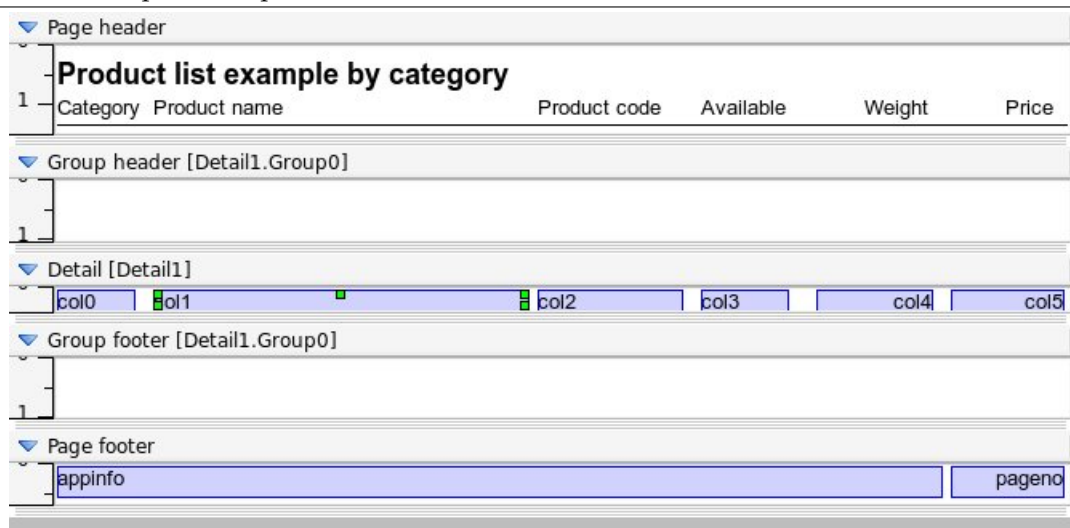 Page header
Product list example by category
1
Category Product name Product code Available Weight Price
Group header [Detail1.Group0]
1
Detail [Detail1]
col0 col1 col2 col3 col4 col5
Group footer [Detail1.Group0]
1
Page footer
appinfo pageno